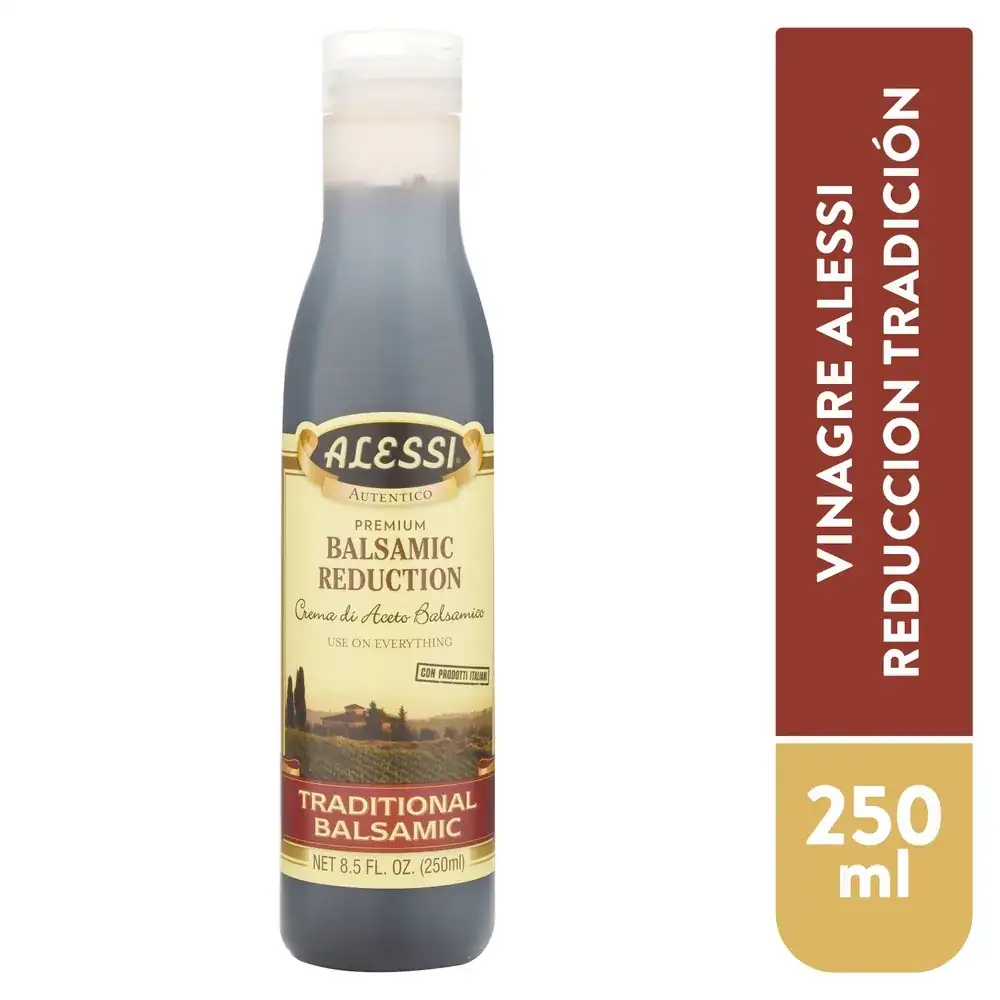 ALESSI®
AUTENTICO
PREMIUM
BALSAMIC
REDUCTION
Crema di Aceto Balsamico
USE ON EVERYTHING
CON PRODOTTI ITALIANI
TRADITIONAL
BALSAMIC
NET 8.5 FL. OZ. (250ml)
VINAGRE ALESSI
REDUCCION TRADICIÓN
250
ml